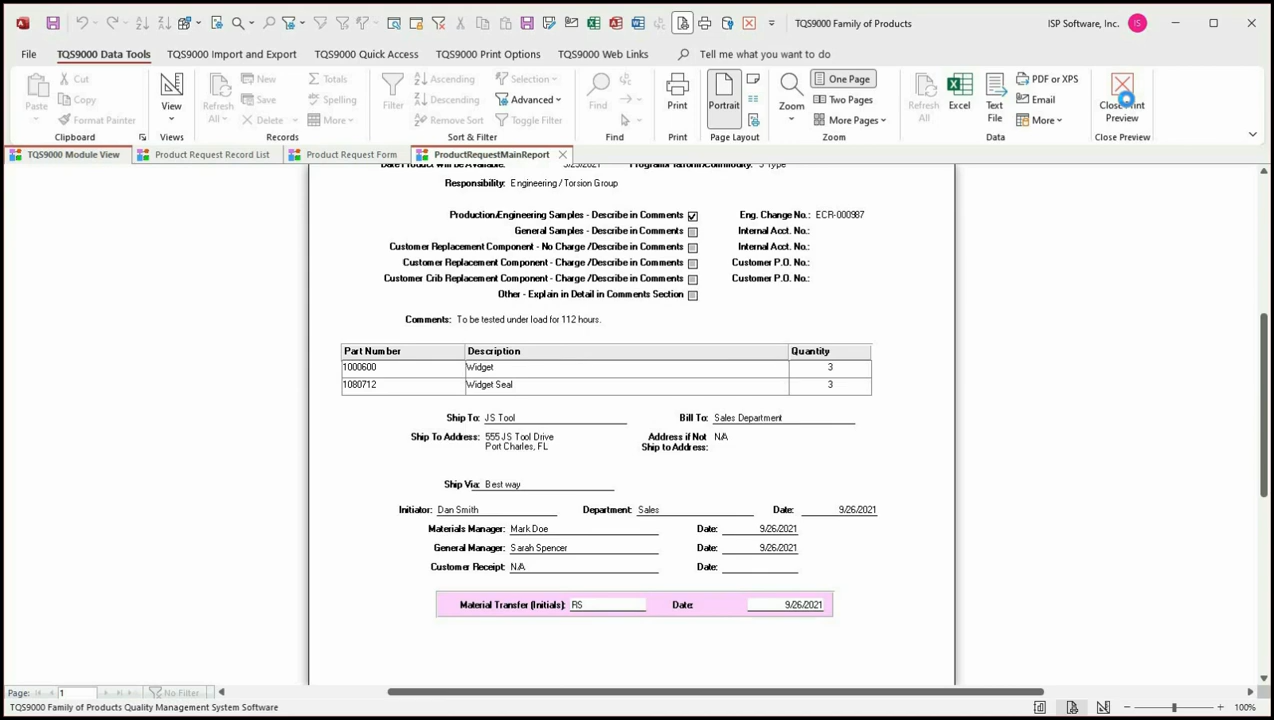 TQS9000 Family of Products
ISP Software, Inc.
IS
File
TQS9000 Data Tools
TQS9000 Import and Export
TQS9000 Quick Access
TQS9000 Print Options
TQS9000 Web Links
Tell me what you want to do
Paste
Cut
Copy
Format Painter
Clipboard
View
Views
Refresh All
New
Save
Delete
Totals
Spelling
More
Records
Filter
Ascending
Descending
Remove Sort
Selection
Advanced
Toggle Filter
Sort & Filter
Find
Find
Print
Print
Portrait
Page Layout
Zoom
One Page
Two Pages
More Pages
Zoom
Refresh All
Excel
Text File
PDF or XPS
Email
More
Data
Close Print Preview
Close Preview
TQS9000 Module View
Product Request Record List
Product Request Form
ProductRequestMainReport
Date Product will be Available: 
Responsibility: Engineering / Torsion Group
Production/Engineering Samples - Describe in Comments Eng. Change No.: ECR-000987
General Samples - Describe in Comments Internal Acct. No.:
Customer Replacement Component - No Charge /Describe in Comments Internal Acct. No.:
Customer Replacement Component - Charge /Describe in Comments Customer P.O. No.:
Customer Crib Replacement Component - Charge /Describe in Comments Customer P.O. No.:
Other - Explain in Detail in Comments Section
Comments: To be tested under load for 112 hours.
Part Number Description Quantity
1000600 Widget 3
1080712 Widget Seal 3
Ship To: JS Tool Bill To: Sales Department
Ship To Address: 555 JS Tool Drive Address if Not N/A
Port Charles, FL Ship to Address:
Ship Via: Best way
Initiator: Dan Smith Department: Sales Date: 9/26/2021
Materials Manager: Mark Doe Date: 9/26/2021
General Manager: Sarah Spencer Date: 9/26/2021
Customer Receipt: N/A Date:
Material Transfer (Initials): RS Date: 9/26/2021
Page: 1 No Filter
TQS9000 Family of Products Quality Management System Software
100%